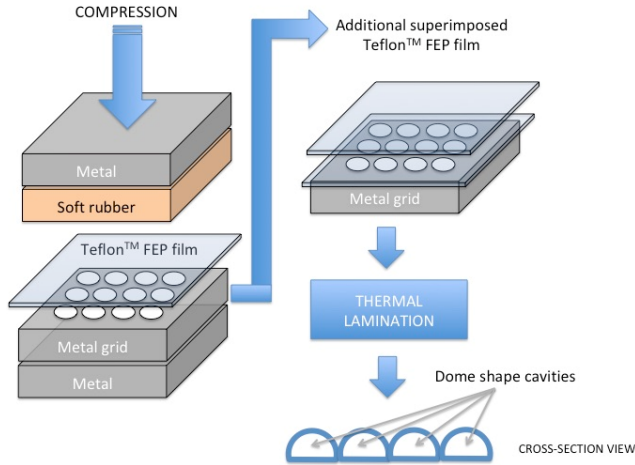 COMPRESSION
Metal
Soft rubber
Teflon™ FEP film
Metal grid
Metal
Additional superimposed
Teflon™ FEP film
Metal grid
THERMAL
LAMINATION
Dome shape cavities
CROSS-SECTION VIEW